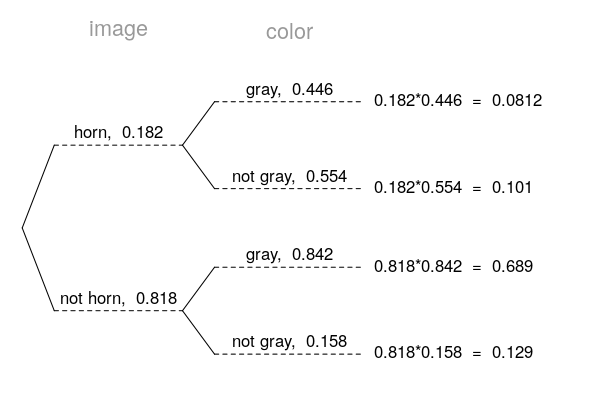 image
color
gray, 0.446
0.182*0.446 = 0.0812
horn, 0.182
not gray, 0.554
0.182*0.554 = 0.101
gray, 0.842
0.818*0.842 = 0.689
not horn, 0.818
not gray, 0.158
0.818*0.158 = 0.129